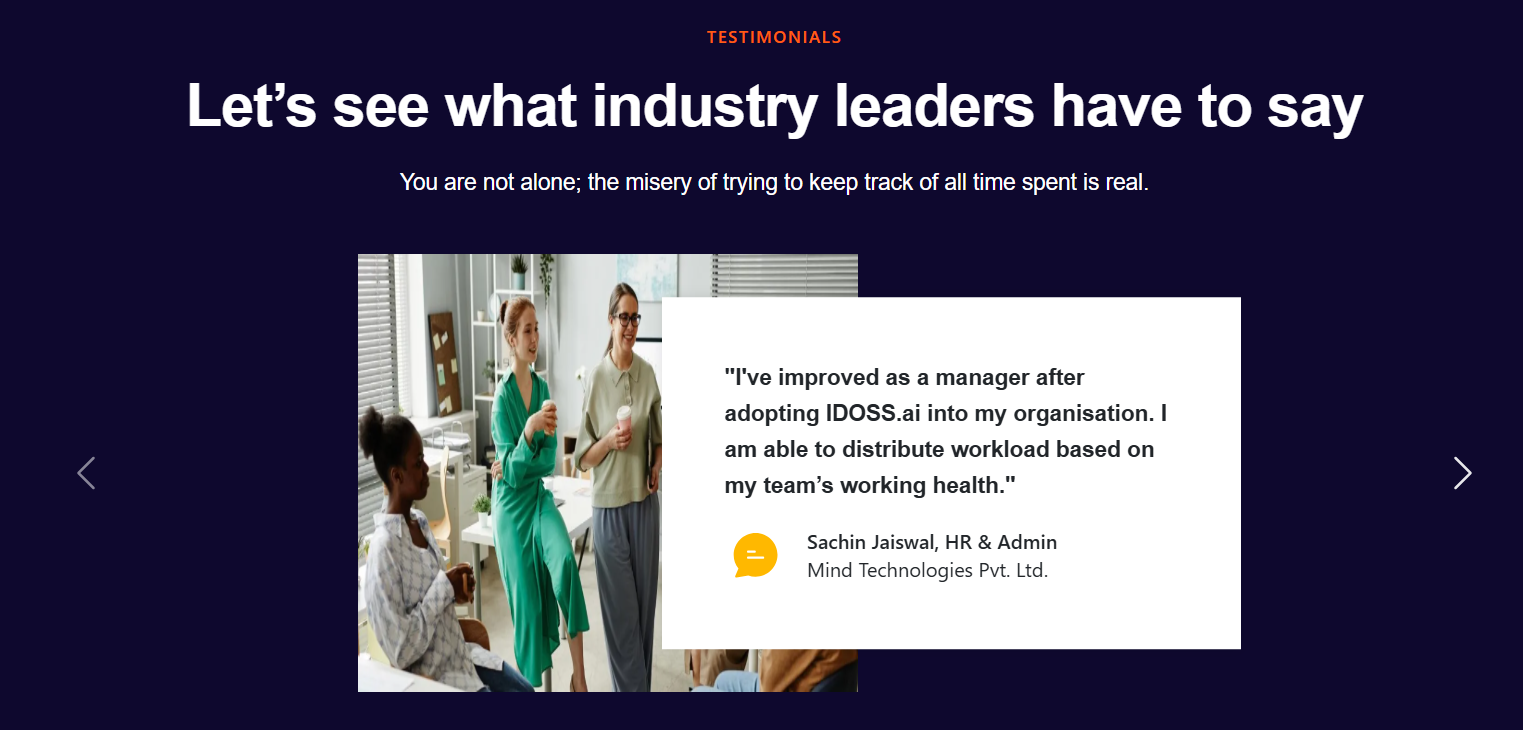 TESTIMONIALS
Let’s see what industry leaders have to say
You are not alone; the misery of trying to keep track of all time spent is real.
"I've improved as a manager after
adopting IDOSS.ai into my organisation. I
am able to distribute workload based on
my team’s working health."
Sachin Jaiswal, HR & Admin
Mind Technologies Pvt. Ltd.